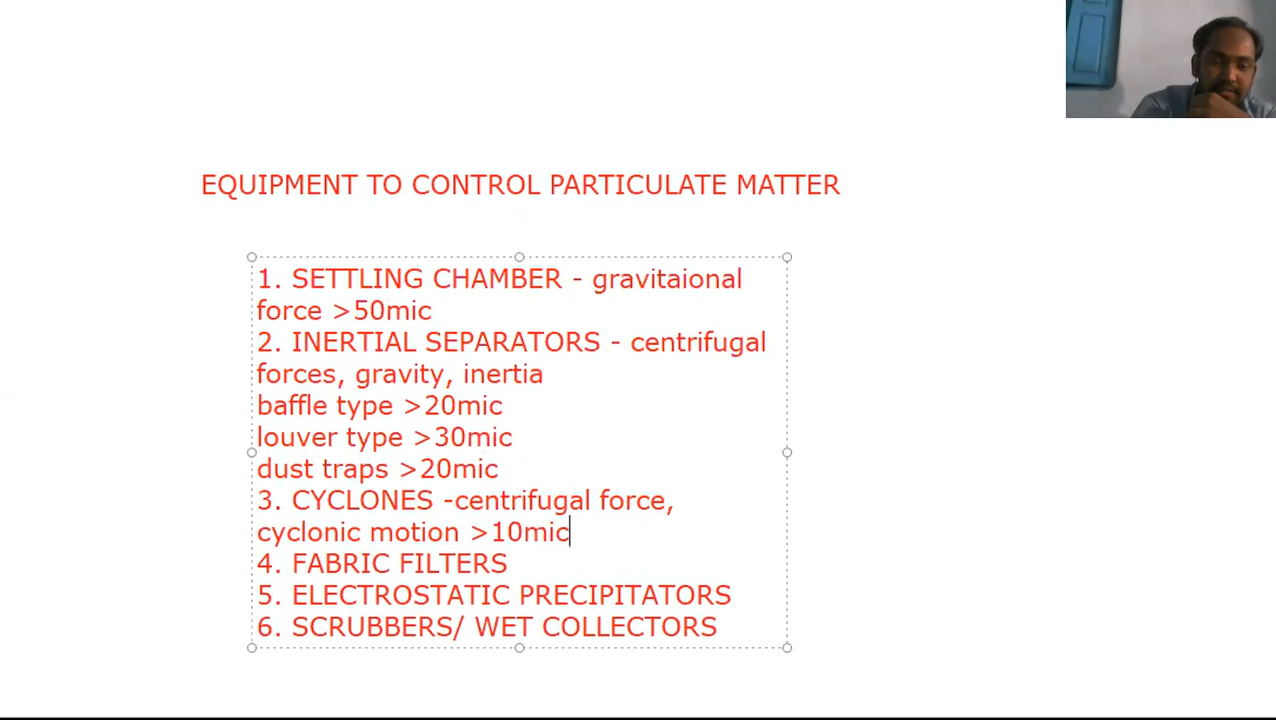 EQUIPMENT TO CONTROL PARTICULATE MATTER
1. SETTLING CHAMBER - gravitaional
force >50mic
2. INERTIAL SEPARATORS - centrifugal
forces, gravity, inertia
baffle type >20mic
louver type >30mic
dust traps >20mic
3. CYCLONES -centrifugal force,
cyclonic motion >10mic
4. FABRIC FILTERS
5. ELECTROSTATIC PRECIPITATORS
6. SCRUBBERS/ WET COLLECTORS